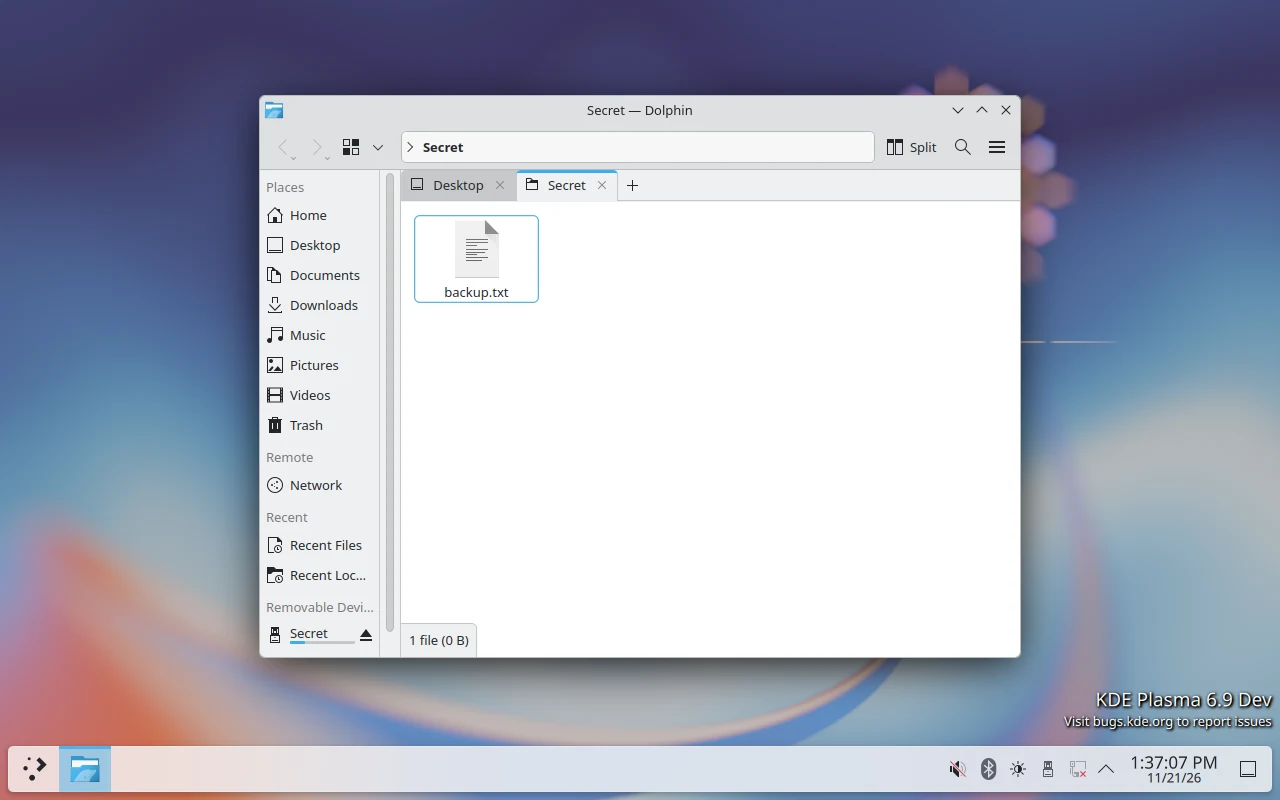 Secret — Dolphin
Secret
Split
Places
Home
Desktop
Documents
Downloads
Music
Pictures
Videos
Trash
Remote
Network
Recent
Recent Files
Recent Loc...
Removable Devi...
Secret
Desktop
Secret
backup.txt
1 file (0 B)
KDE Plasma 6.9 Dev
Visit bugs.kde.org to report issues
1:37:07 PM
11/21/26